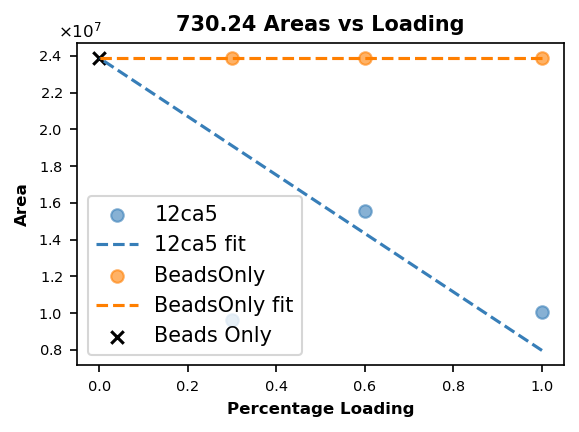 730.24 Areas vs Loading
×10⁷
2.4
2.2
2.0
1.8
1.6
1.4
1.2
1.0
0.8
Area
12ca5
12ca5 fit
BeadsOnly
BeadsOnly fit
Beads Only
0.0 0.2 0.4 0.6 0.8 1.0
Percentage Loading